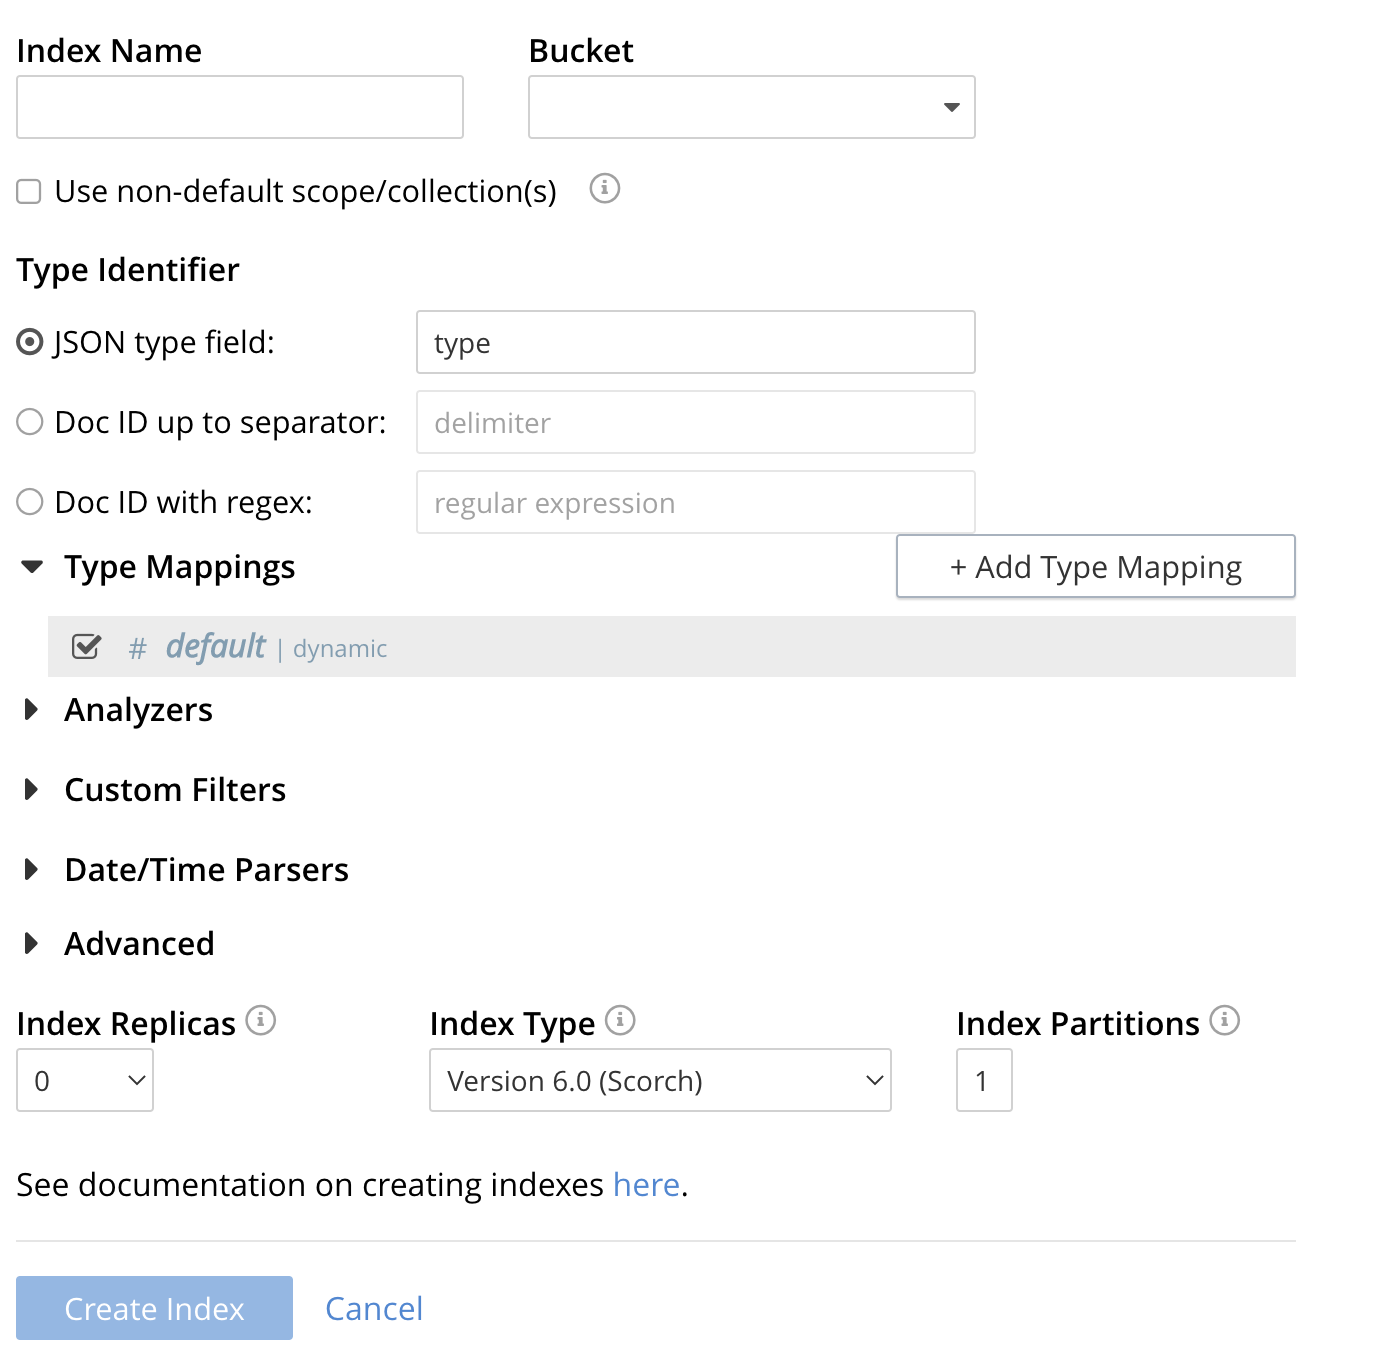 Index Name Bucket
Use non-default scope/collection(s)
Type Identifier
JSON type field: type
Doc ID up to separator: delimiter
Doc ID with regex: regular expression
Type Mappings + Add Type Mapping
# default | dynamic
Analyzers
Custom Filters
Date/Time Parsers
Advanced
Index Replicas Index Type Index Partitions
0 Version 6.0 (Scorch) 1
See documentation on creating indexes here.
Create Index Cancel